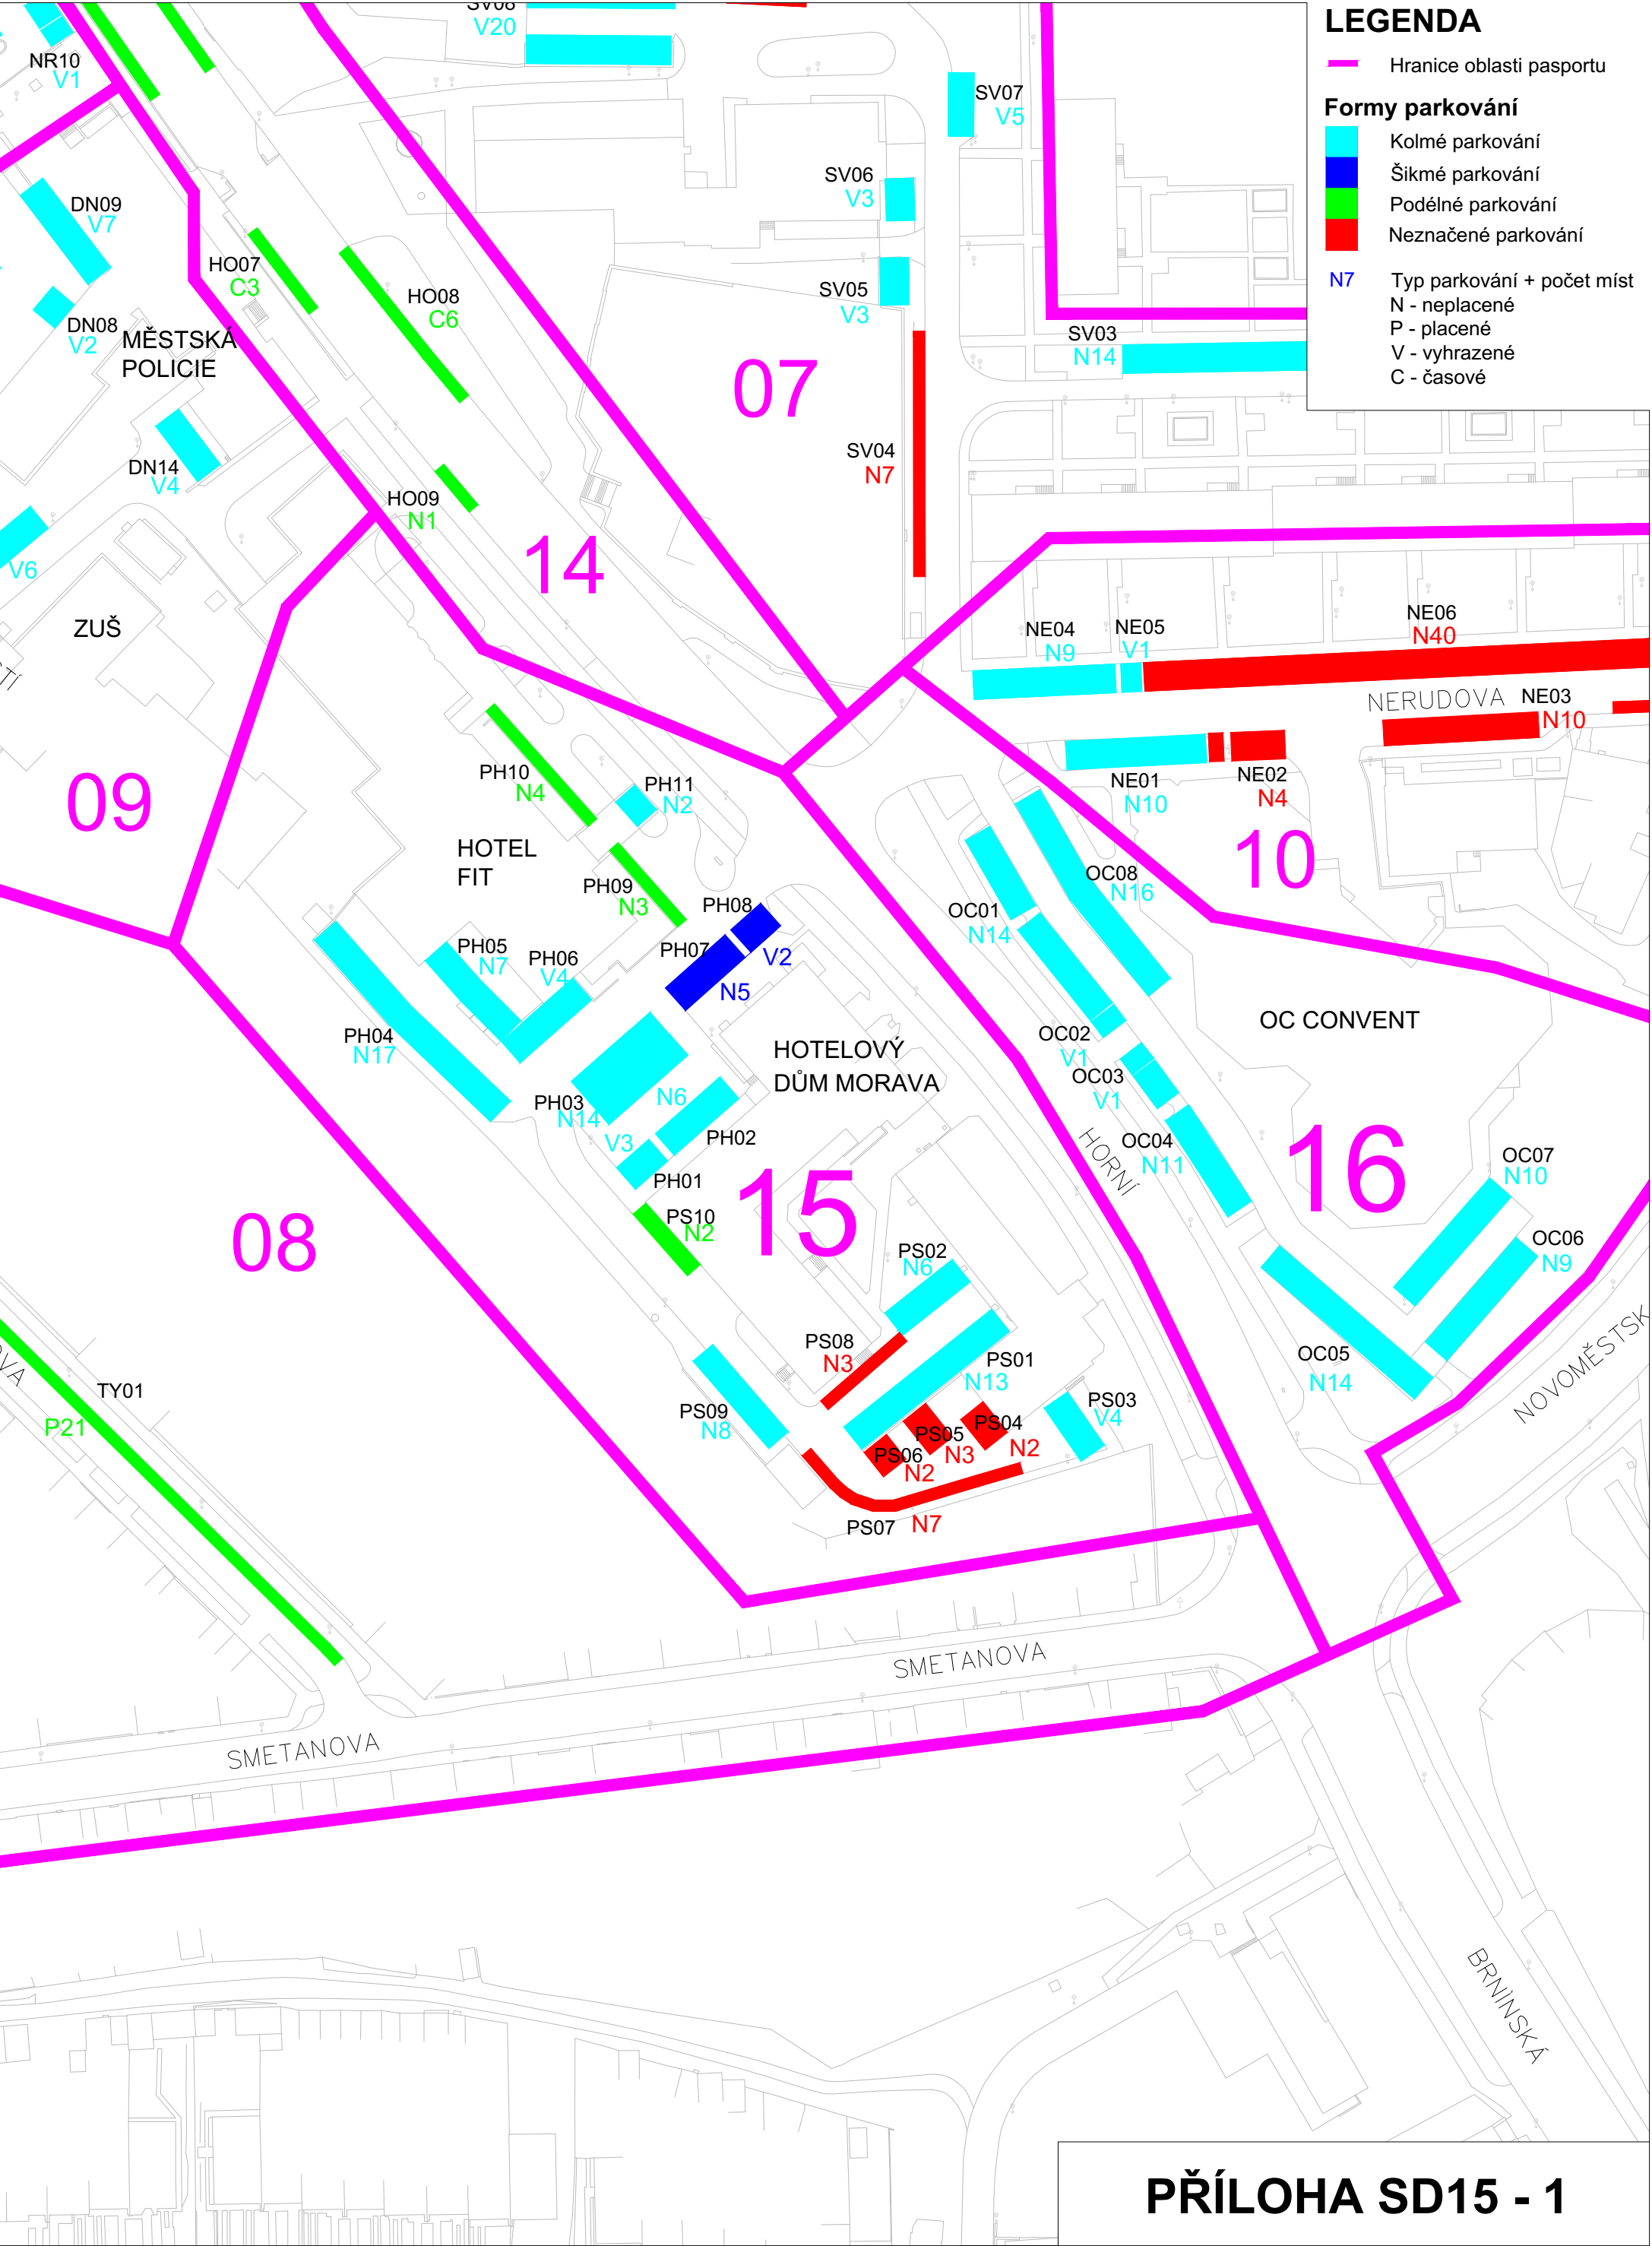 LEGENDA
Hranice oblasti pasportu
Formy parkování
Kolmé parkování
Šikmé parkování
Podélné parkování
Neznačené parkování
N7 Typ parkování + počet míst
N - neplacené
P - placené
V - vyhrazené
C - časové
SV08
V20
NR10
V1
SV07
V5
SV06
V3
DN09
V7
HO07
C3
HO08
C6
SV05
V3
DN08
V2
MĚSTSKÁ
POLICIE
SV03
N14
07
SV04
N7
DN14
V4
HO09
N1
14
V6
ZUŠ
NE04
N9
NE05
V1
NE06
N40
NERUDOVA
NE03
N10
NE01
N10
NE02
N4
10
09
PH10
N4
PH11
N2
HOTEL
FIT
PH09
N3
PH08
V2
PH07
N5
PH05
N7
PH06
V4
PH04
N17
OC08
N16
OC01
N14
OC CONVENT
OC02
V1
OC03
V1
OC04
N11
HOTELOVÝ
DŮM MORAVA
PH03
N14
N6
PH02
V3
PH01
HORNÍ
16
15
OC07
N10
OC06
N9
PS10
N2
08
PS02
N6
PS08
N3
PS01
N13
OC05
N14
TY01
P21
PS09
N8
PS03
V4
PS04
N2
PS05
N3
PS06
N2
PS07
N7
SMETANOVA
SMETANOVA
NOVOMĚSTSK
BRNĚNSKÁ
PŘÍLOHA SD15 - 1